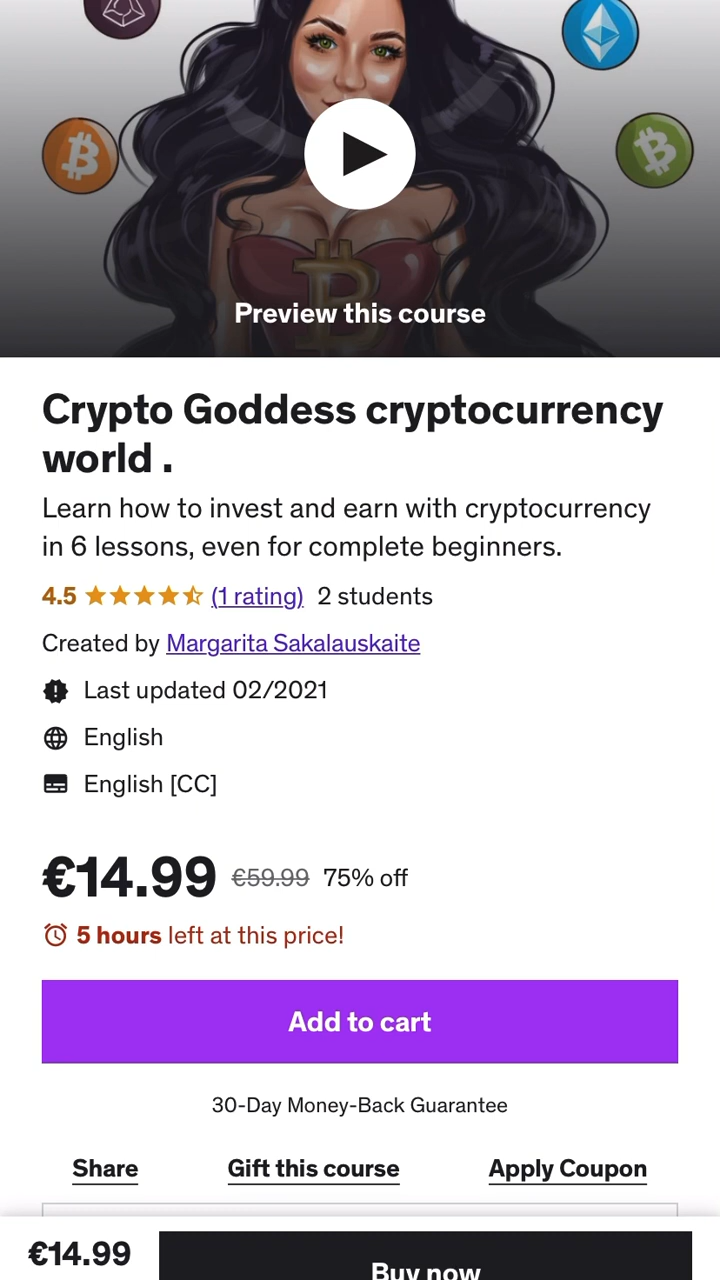 Preview this course
Crypto Goddess cryptocurrency
world .
Learn how to invest and earn with cryptocurrency
in 6 lessons, even for complete beginners.
4.5 (1 rating) 2 students
Created by Margarita Sakalauskaite
Last updated 02/2021
English
English [CC]
€14.99 €59.99 75% off
5 hours left at this price!
Add to cart
30-Day Money-Back Guarantee
Share Gift this course Apply Coupon
€14.99 Buy now